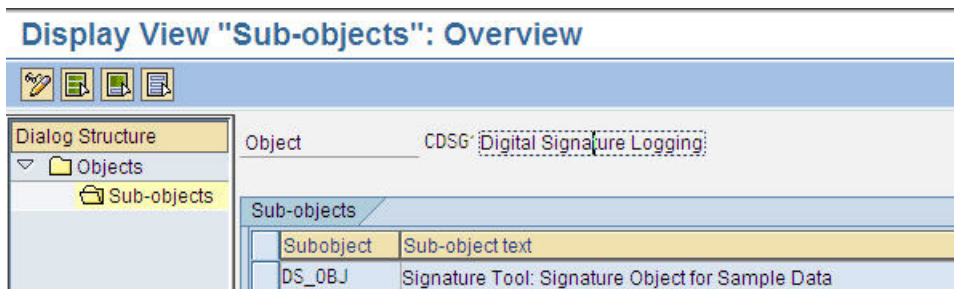 Display View "Sub-objects": Overview
Dialog Structure
Objects
Sub-objects
Object Digital Signature Logging
Sub-objects
Subobject Sub-object text
DS_OBJ Signature Tool: Signature Object for Sample Data